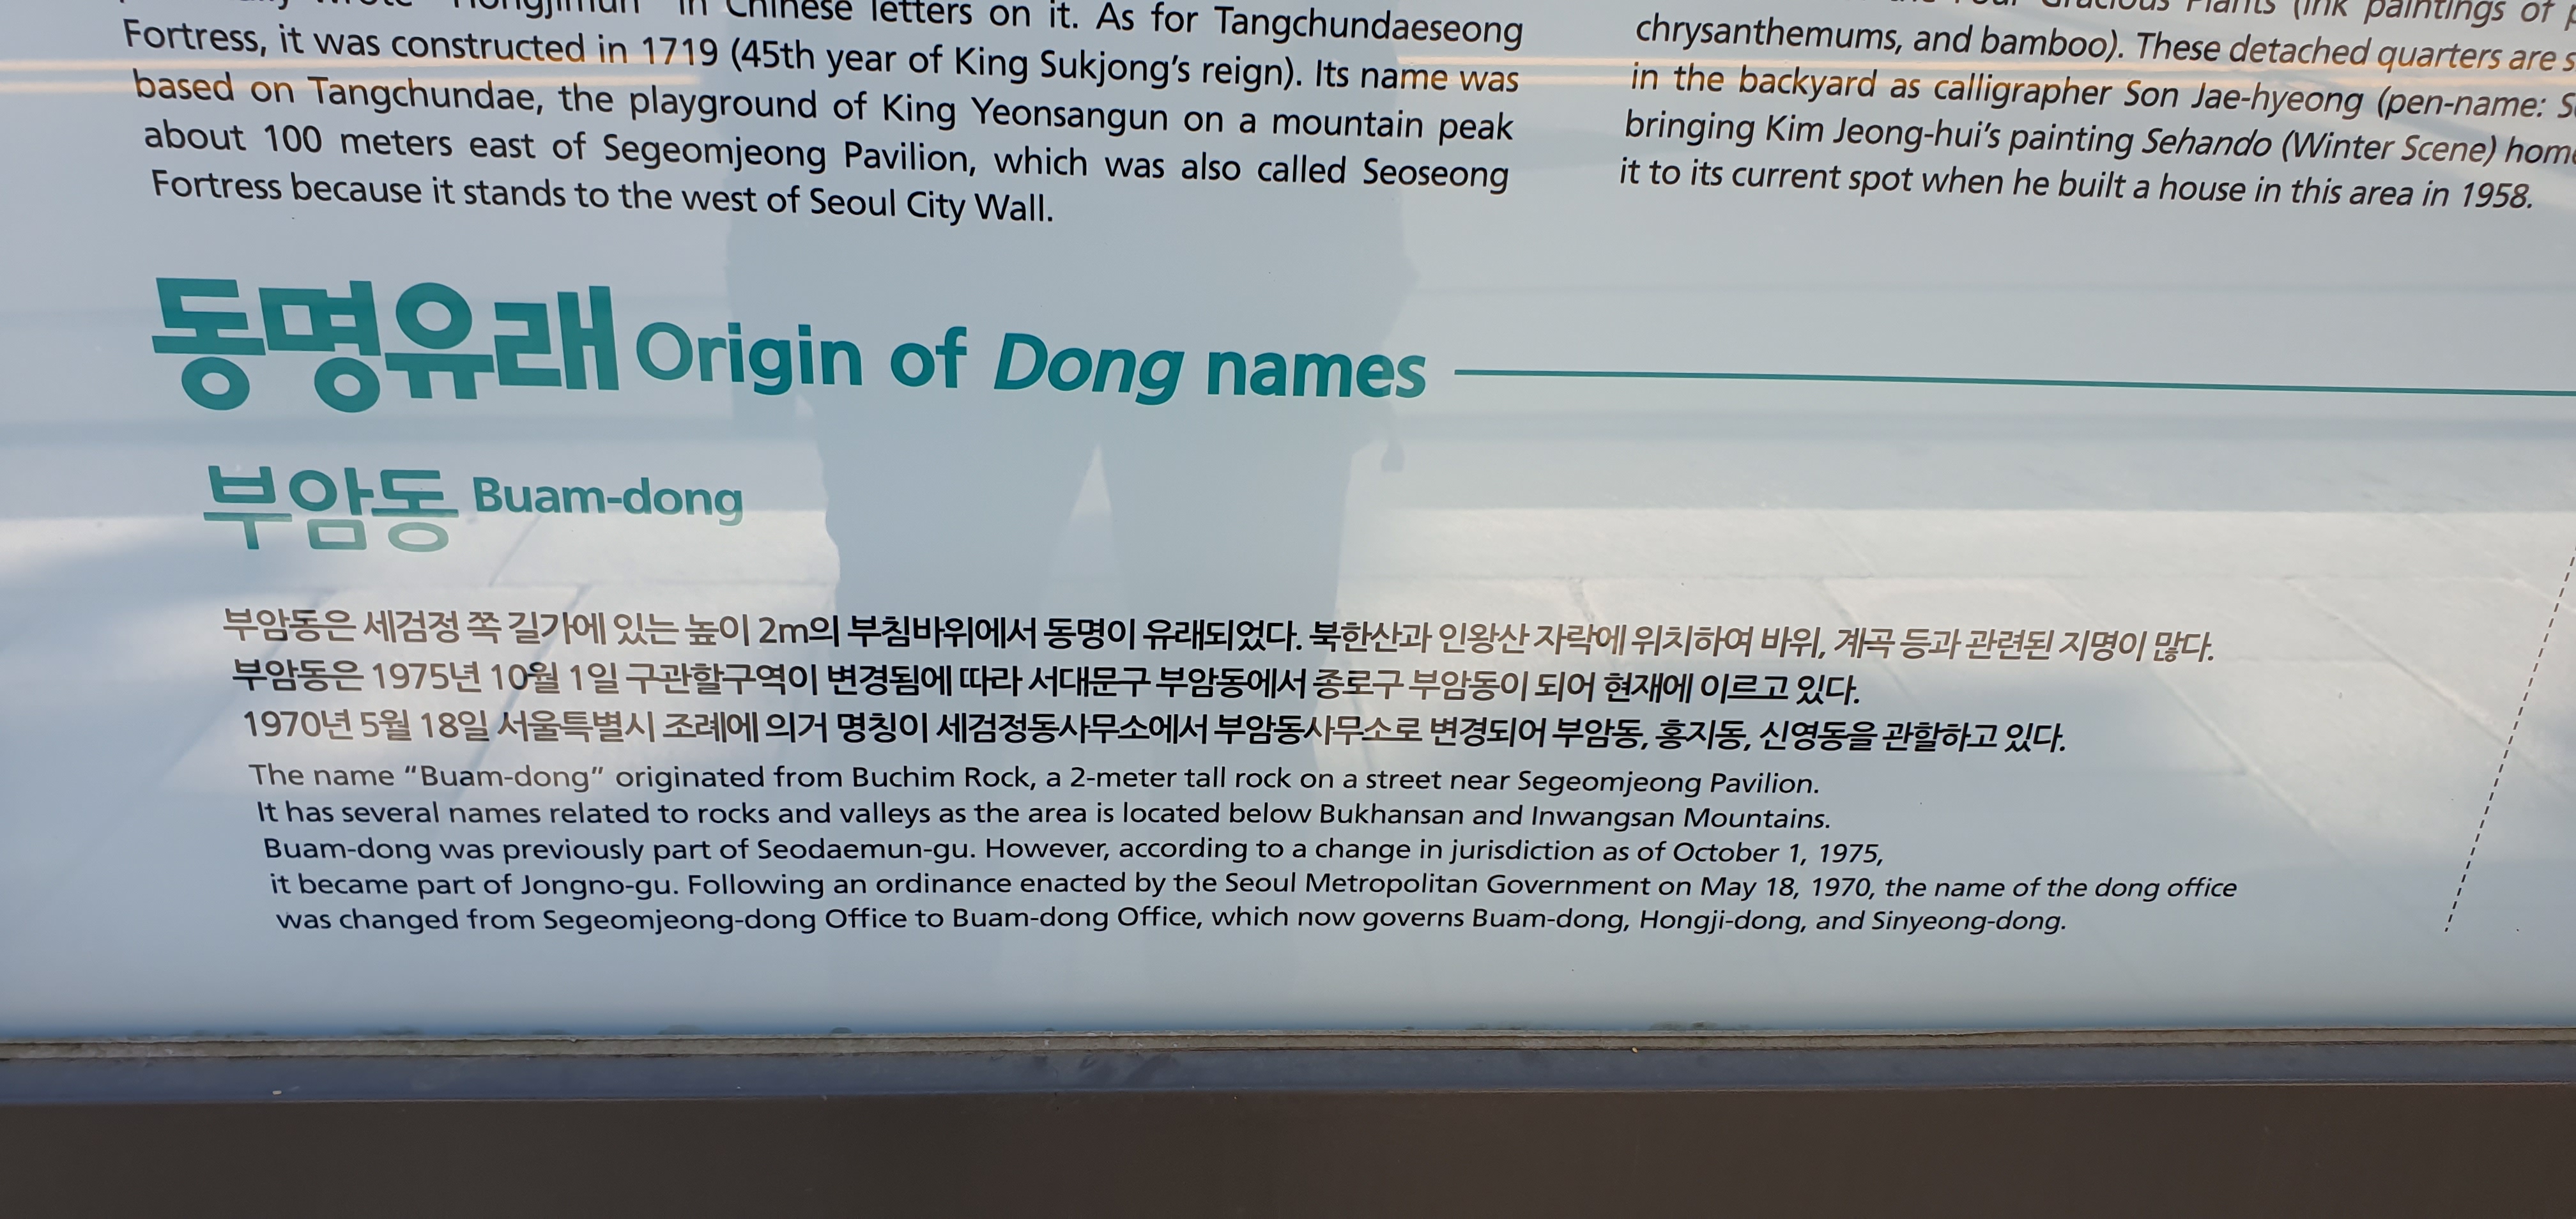 "Hongjimun" in Chinese letters on it. As for Tangchundaeseong
Fortress, it was constructed in 1719 (45th year of King Sukjong's reign). Its name was
based on Tangchundae, the playground of King Yeonsangun on a mountain peak
about 100 meters east of Segeomjeong Pavilion, which was also called Seoseong
Fortress because it stands to the west of Seoul City Wall.
Gracious Plants (ink paintings of
chrysanthemums, and bamboo). These detached quarters are
in the backyard as calligrapher Son Jae-hyeong (pen-name:
bringing Kim Jeong-hui's painting Sehando (Winter Scene)
it to its current spot when he built a house in this area in 1958.
동명유래 Origin of Dong names
부암동 Buam-dong
부암동은 세검정 쪽 길가에 있는 높이 2m의 부침바위에서 동명이 유래되었다. 북한산과 인왕산 자락에 위치하여 바위, 계곡 등과 관련된 지명이 많다.
부암동은 1975년 10월 1일 구관할구역이 변경됨에 따라 서대문구 부암동에서 종로구 부암동이 되어 현재에 이르고 있다.
1970년 5월 18일 서울특별시 조례에 의거 명칭이 세검정동사무소에서 부암동사무소로 변경되어 부암동, 홍지동, 신영동을 관할하고 있다.
The name "Buam-dong" originated from Buchim Rock, a 2-meter tall rock on a street near Segeomjeong Pavilion.
It has several names related to rocks and valleys as the area is located below Bukhansan and Inwangsan Mountains.
Buam-dong was previously part of Seodaemun-gu. However, according to a change in jurisdiction as of October 1, 1975,
it became part of Jongno-gu. Following an ordinance enacted by the Seoul Metropolitan Government on May 18, 1970, the name of the dong office
was changed from Segeomjeong-dong Office to Buam-dong Office, which now governs Buam-dong, Hongji-dong, and Sinyeong-dong.